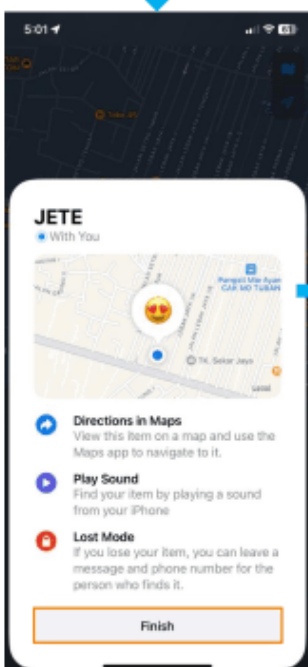 5:01
JETE
With You
Pangsit Mie Ayam
CAK NO TUBAN
TK. Sekar Jaya
Legal
Directions in Maps
View this item on a map and use the
Maps app to navigate to it.
Play Sound
Find your item by playing a sound
from your iPhone
Lost Mode
If you lose your item, you can leave a
message and phone number for the
person who finds it.
Finish